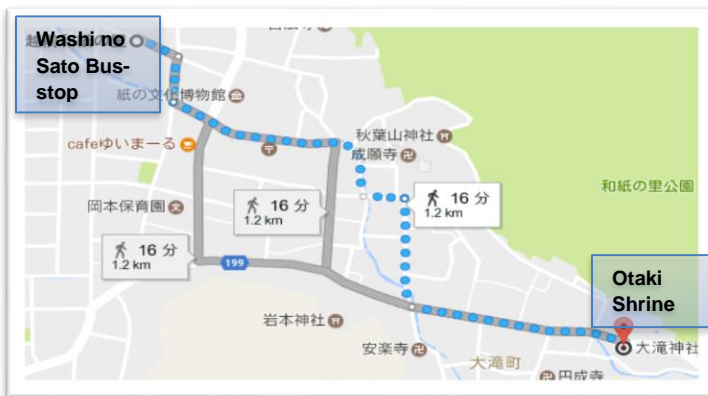 Washi no
Sato Bus-
stop
紙の文化博物館
cafeゆいまーる
秋葉山神社
成願寺
和紙の里公園
岡本保育園
16 分
1.2 km
16 分
1.2 km
16 分
1.2 km
199
Otaki
Shrine
岩本神社
安楽寺
大滝神社
大滝町
円成寺